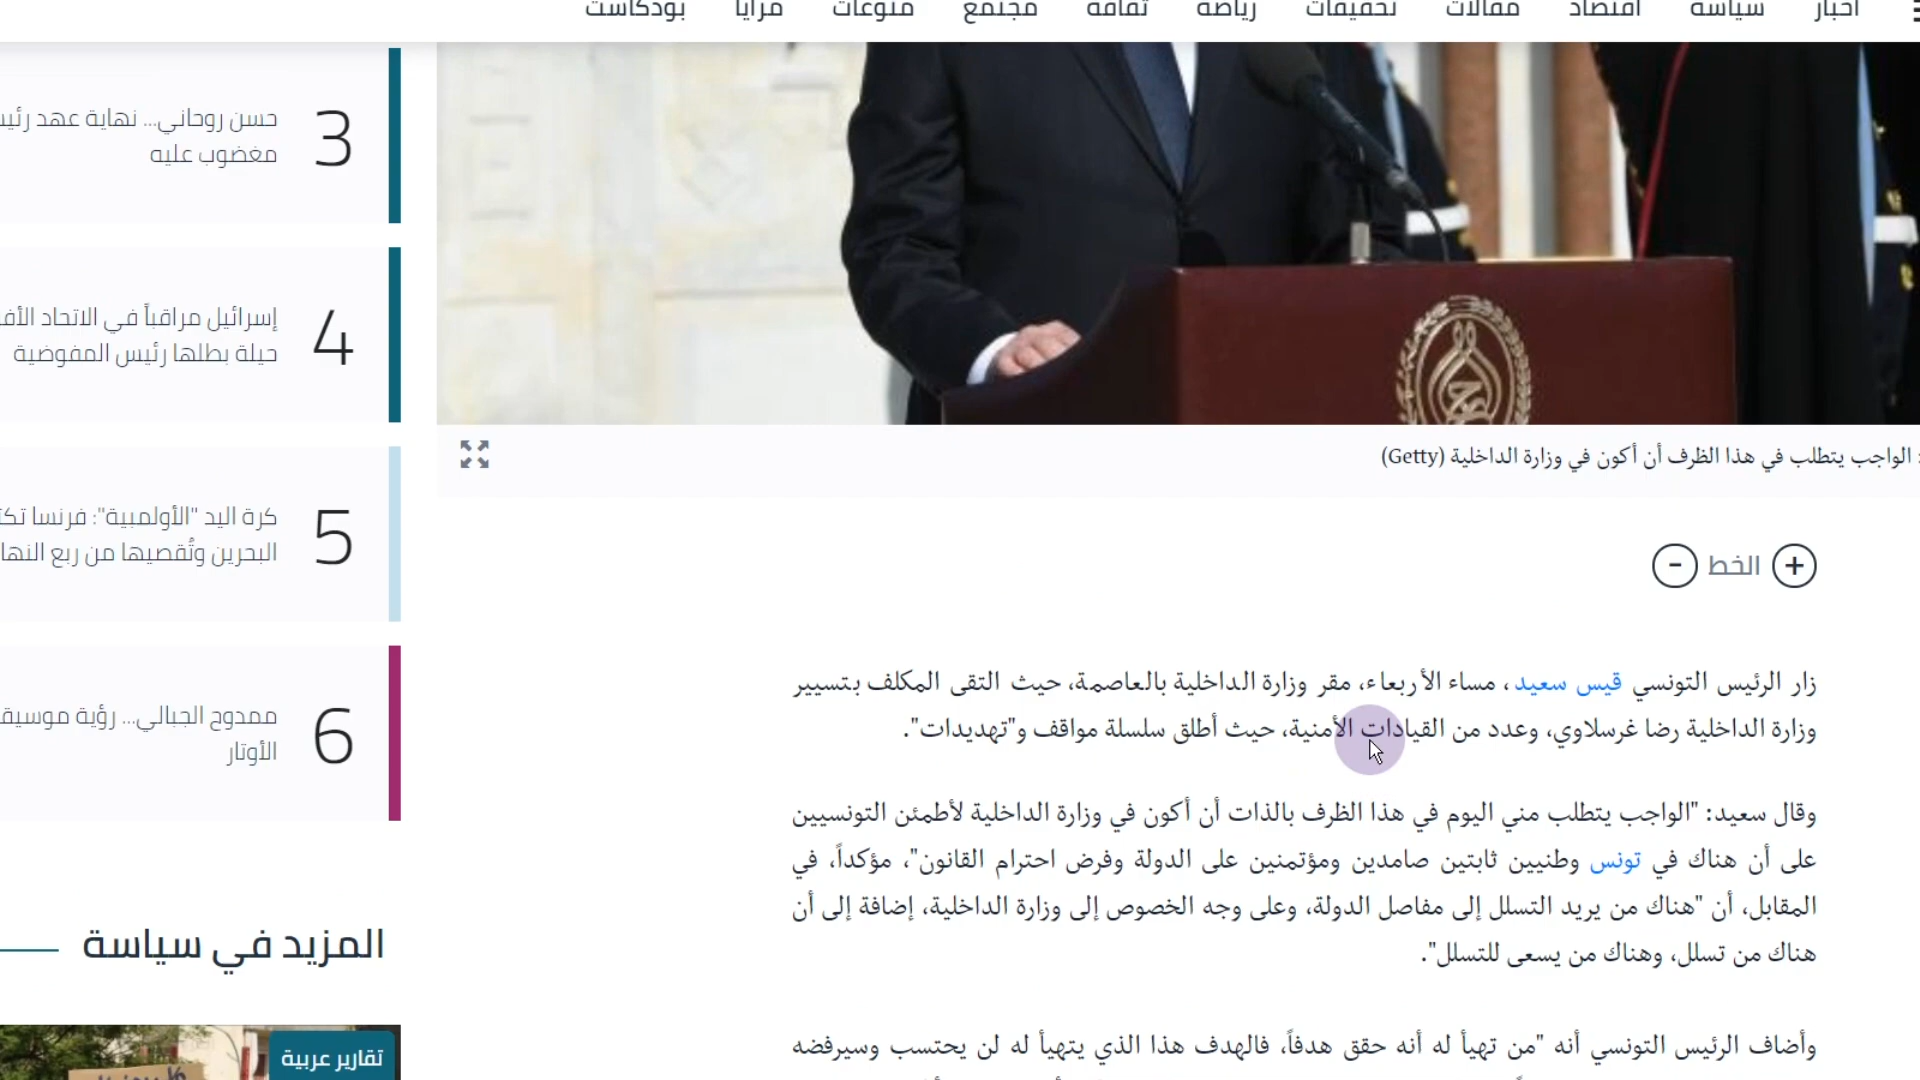 أخبار سياسة اقتصاد مقالات تحقيقات رياضة ثقافة مجتمع منوعات مرايا بودكاست
: الواجب يتطلب في هذا الظرف أن أكون في وزارة الداخلية (Getty)
+ الخط -
زار الرئيس التونسي قيس سعيد، مساء الأربعاء، مقر وزارة الداخلية بالعاصمة، حيث التقى المكلف بتسيير
وزارة الداخلية رضا غرسلاوي، وعدد من القيادات الأمنية، حيث أطلق سلسلة مواقف و"تهديدات".
وقال سعيد: "الواجب يتطلب مني اليوم في هذا الظرف بالذات أن أكون في وزارة الداخلية لأطمئن التونسيين
على أن هناك في تونس وطنيين ثابتين صامدين ومؤتمنين على الدولة وفرض احترام القانون"، مؤكداً، في
المقابل، أن "هناك من يريد التسلل إلى مفاصل الدولة، وعلى وجه الخصوص إلى وزارة الداخلية، إضافة إلى أن
هناك من تسلل، وهناك من يسعى للتسلل".
وأضاف الرئيس التونسي أنه "من تهيأ له أنه حقق هدفاً، فالهدف هذا الذي يتهيأ له لن يحتسب وسيرفضه
3
حسن روحاني... نهاية عهد
مغضوب عليه
4
إسرائيل مراقباً في الاتحاد
حيلة بطلها رئيس المفوضية
5
كرة اليد "الأولمبية": فرنسا
البحرين وتُقصيها من ربع
6
ممدوح الجبالي... رؤية
الأوتار
المزيد في سياسة
تقارير عربية